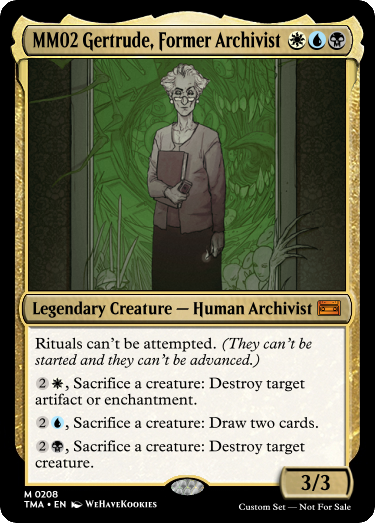 MM02 Gertrude, Former Archivist
Legendary Creature — Human Archivist
Rituals can't be attempted. (They can't be
started and they can't be advanced.)
2, Sacrifice a creature: Destroy target
artifact or enchantment.
2, Sacrifice a creature: Draw two cards.
2, Sacrifice a creature: Destroy target
creature.
3/3
M 0208
TMA • EN WeHaveKookies
Custom Set — Not For Sale